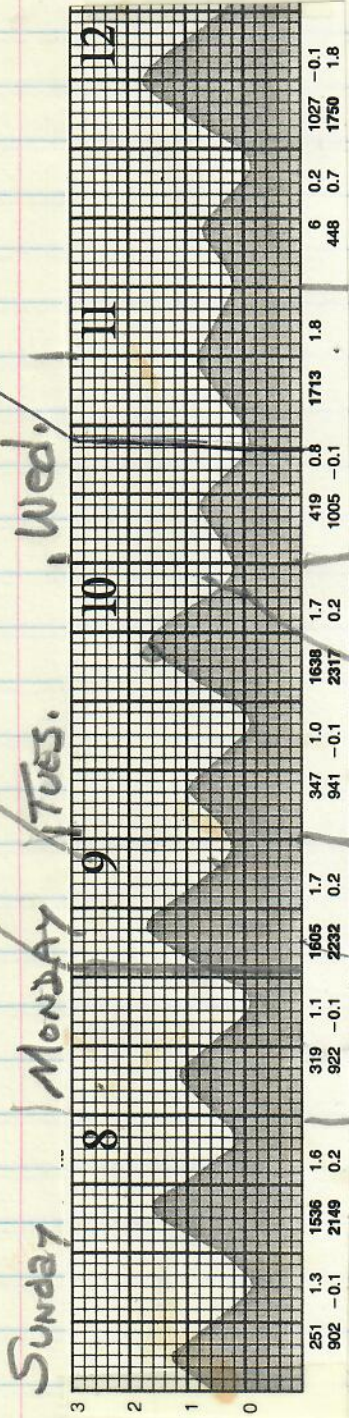 Sunday Monday Tues. Wed.
8 9 10 11 12
3
2
1
0
251 1.3 1536 1.6 319 1.1 1605 1.7 347 1.0 1638 1.7 419 0.8 1713 1.8 6 0.2 1027 -0.1
902 -0.1 2149 0.2 922 -0.1 2232 0.2 941 -0.1 2317 0.2 1005 -0.1 448 0.7 1750 1.8